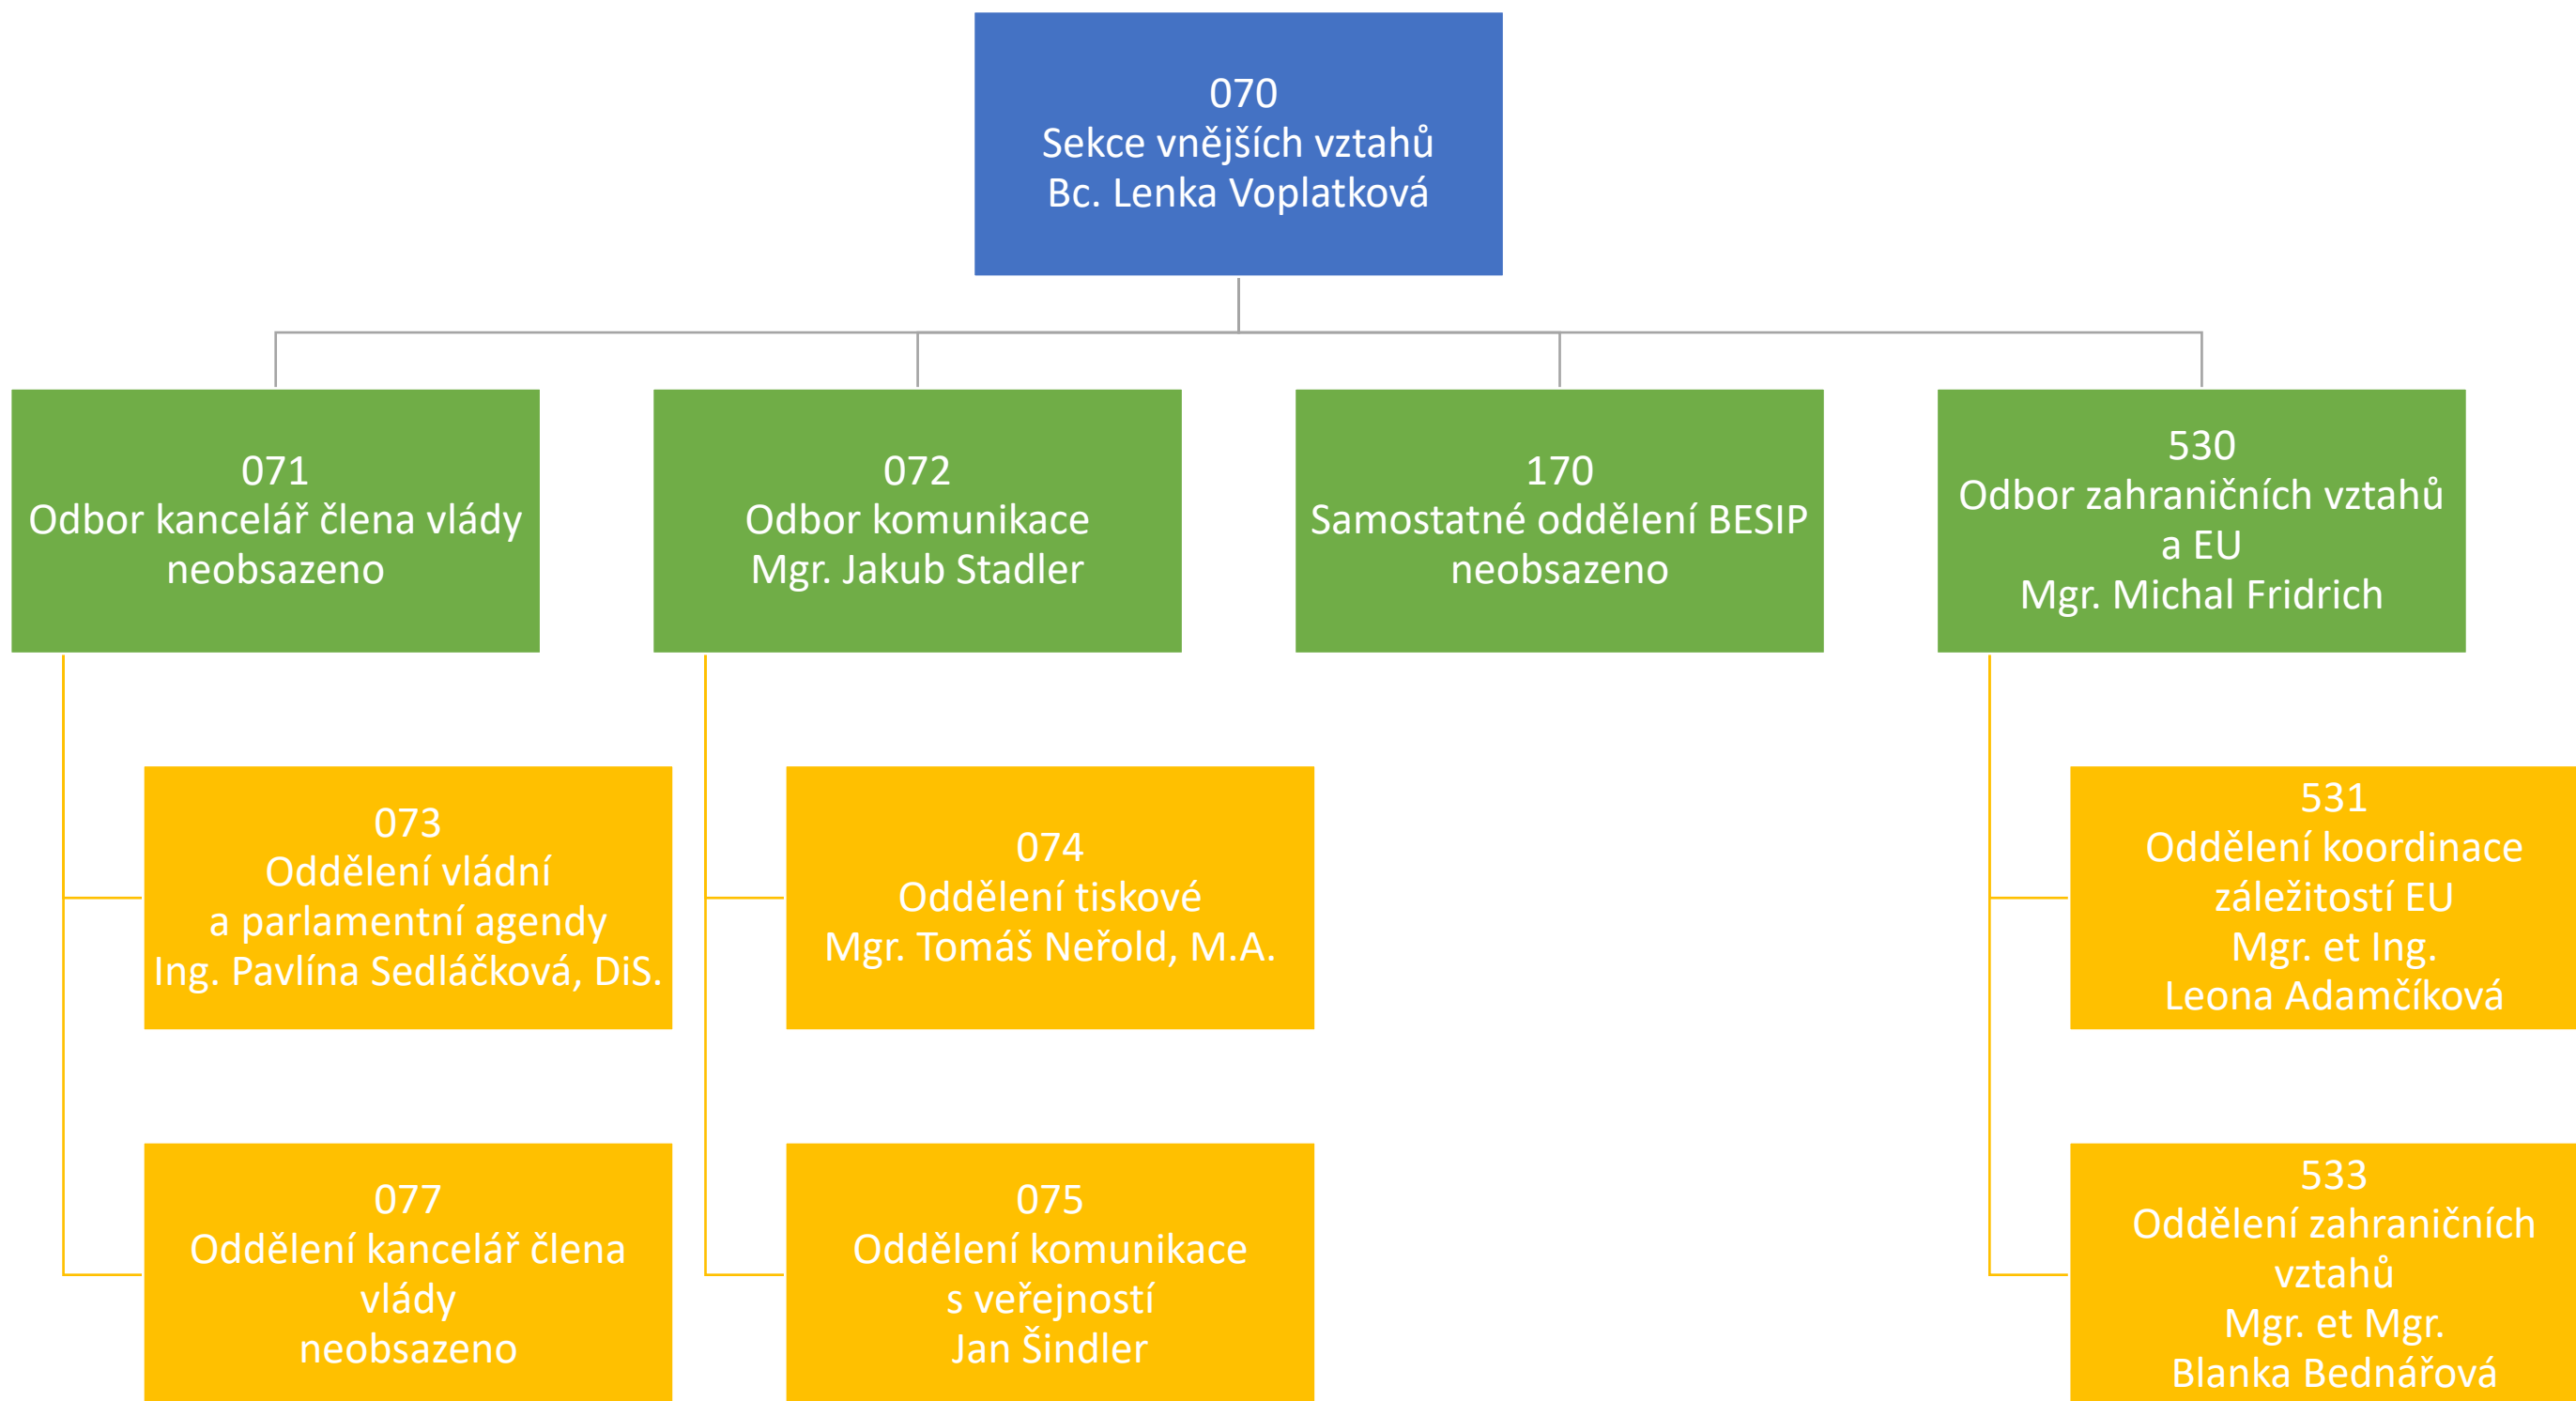 070
Sekce vnějších vztahů
Bc. Lenka Voplatková
071
Odbor kancelář člena vlády
neobsazeno
072
Odbor komunikace
Mgr. Jakub Stadler
170
Samostatné oddělení BESIP
neobsazeno
530
Odbor zahraničních vztahů
a EU
Mgr. Michal Fridrich
073
Oddělení vládní
a parlamentní agendy
Ing. Pavlína Sedláčková, DiS.
074
Oddělení tiskové
Mgr. Tomáš Neřold, M.A.
531
Oddělení koordinace
záležitostí EU
Mgr. et Ing.
Leona Adamčíková
077
Oddělení kancelář člena
vlády
neobsazeno
075
Oddělení komunikace
s veřejností
Jan Šindler
533
Oddělení zahraničních
vztahů
Mgr. et Mgr.
Blanka Bednářová